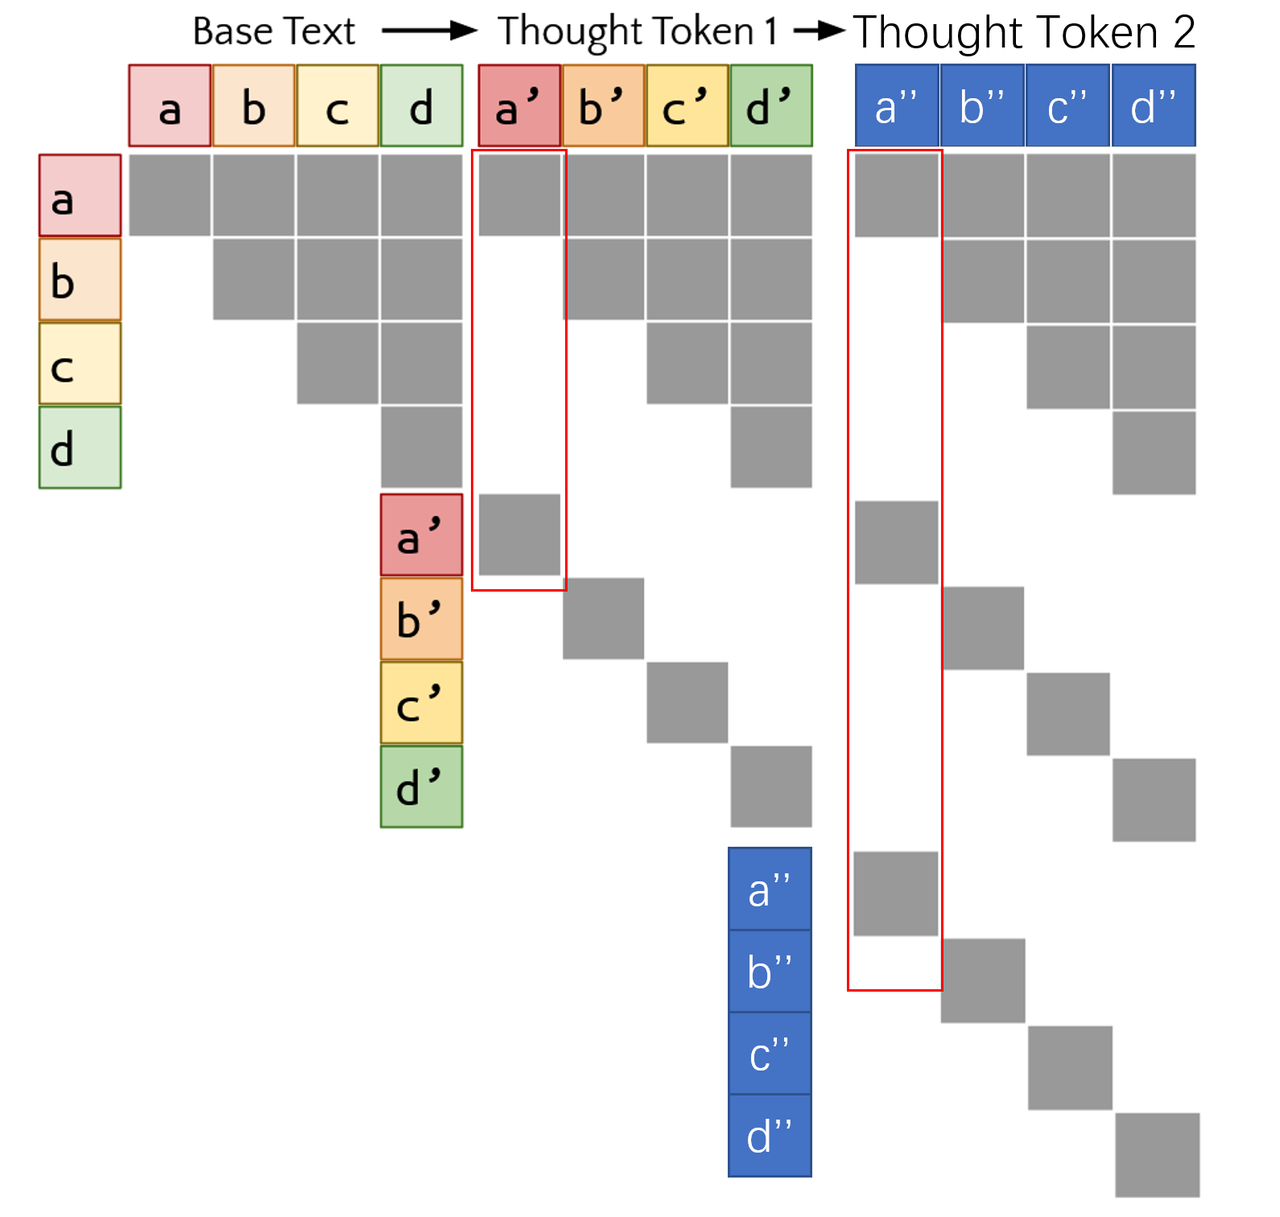 Base Text → Thought Token 1 → Thought Token 2
a b c d a’ b’ c’ d’ a’’ b’’ c’’ d’’
a
b
c
d
a’
b’
c’
d’
a’’
b’’
c’’
d’’